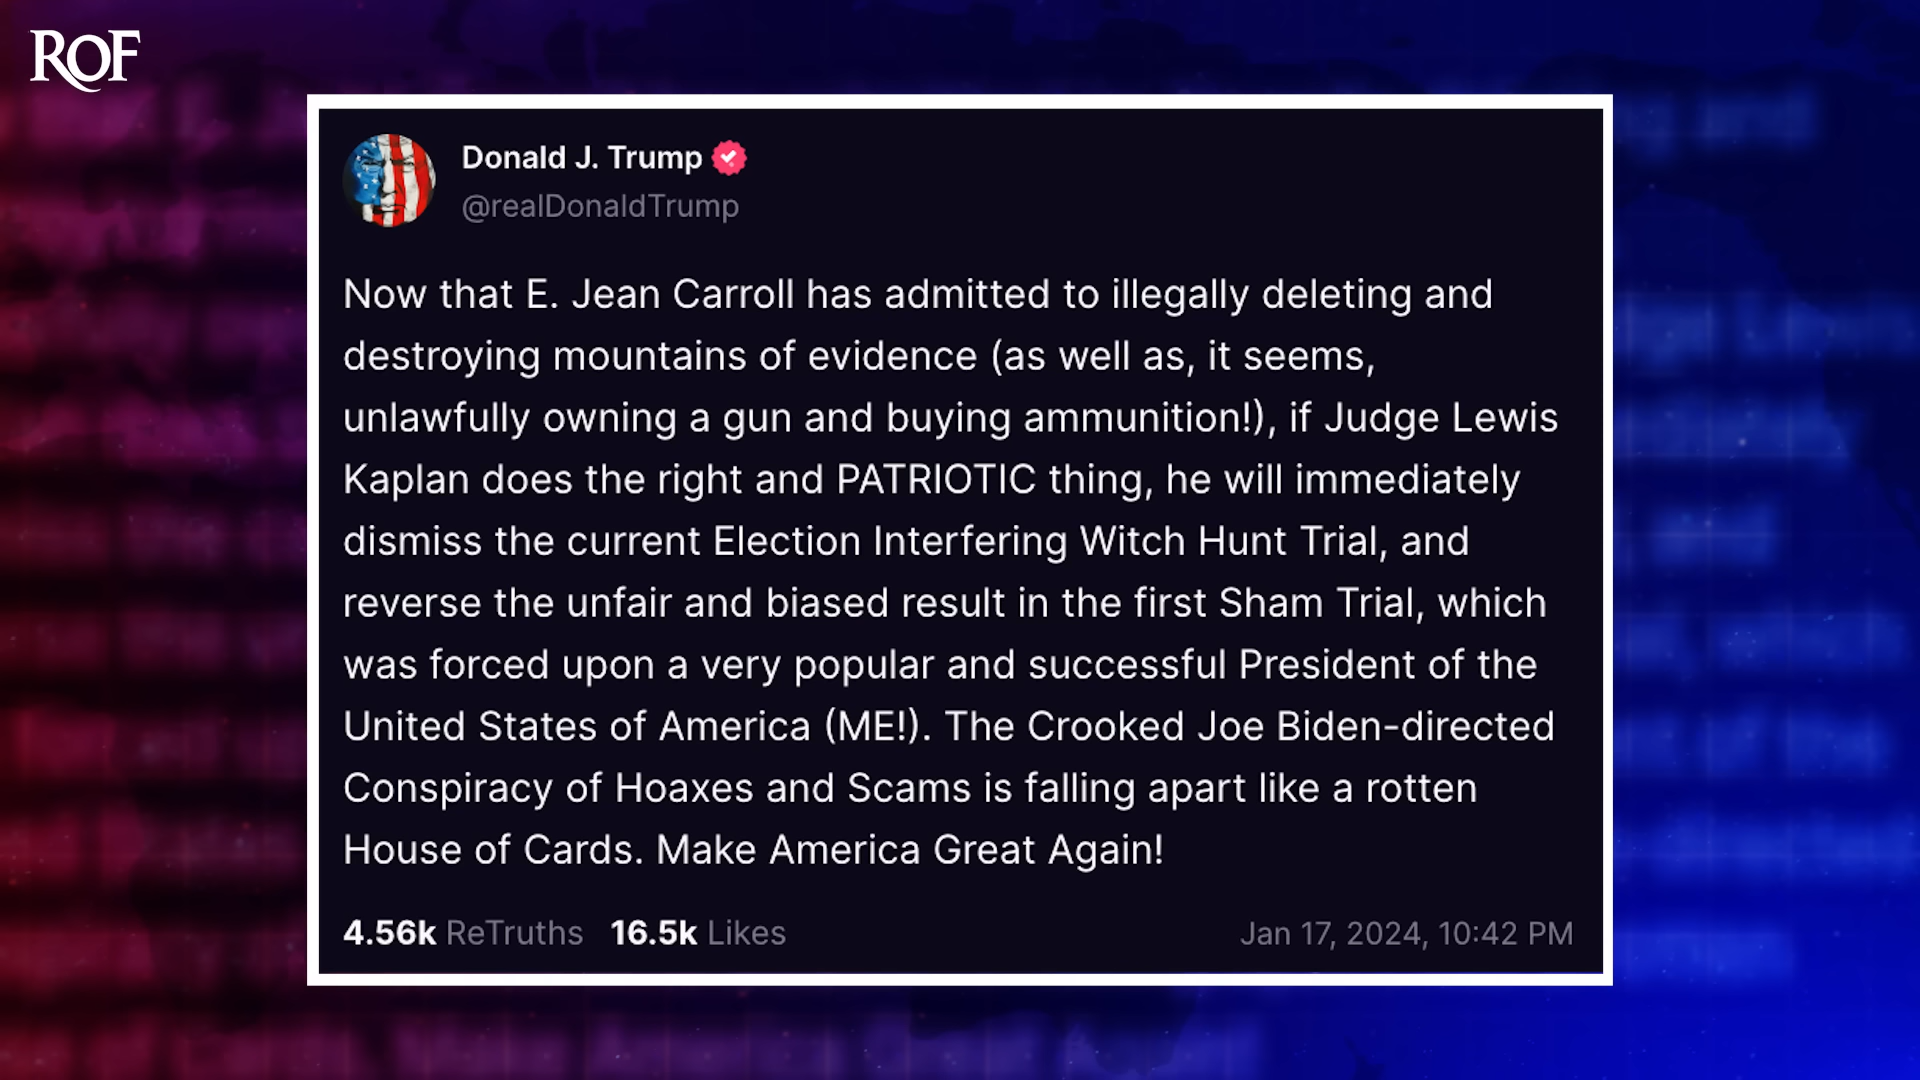 ROF
Donald J. Trump
@realDonaldTrump
Now that E. Jean Carroll has admitted to illegally deleting and
destroying mountains of evidence (as well as, it seems,
unlawfully owning a gun and buying ammunition!), if Judge Lewis
Kaplan does the right and PATRIOTIC thing, he will immediately
dismiss the current Election Interfering Witch Hunt Trial, and
reverse the unfair and biased result in the first Sham Trial, which
was forced upon a very popular and successful President of the
United States of America (ME!). The Crooked Joe Biden-directed
Conspiracy of Hoaxes and Scams is falling apart like a rotten
House of Cards. Make America Great Again!
4.56k ReTruths 16.5k Likes Jan 17, 2024, 10:42 PM